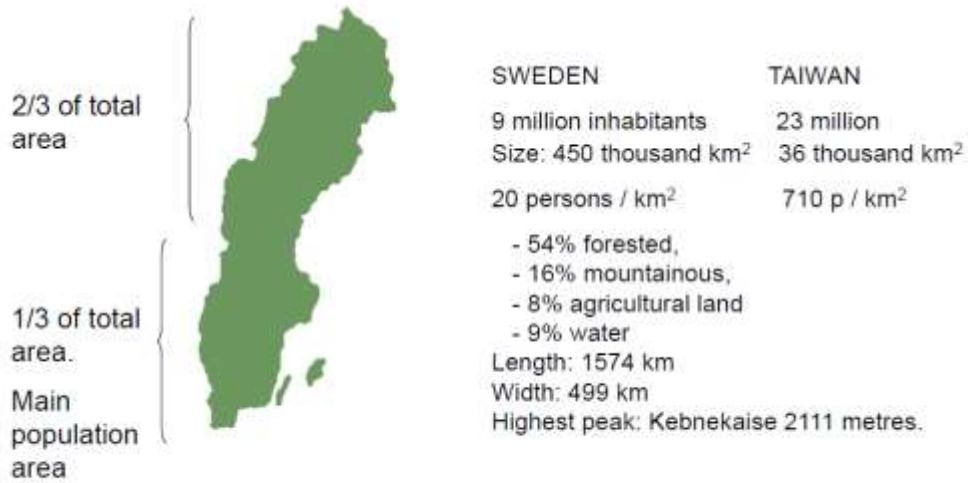 2/3 of total
area
1/3 of total
area.
Main
population
area
SWEDEN TAIWAN
9 million inhabitants 23 million
Size: 450 thousand km² 36 thousand km²
20 persons / km² 710 p / km²
- 54% forested,
- 16% mountainous,
- 8% agricultural land
- 9% water
Length: 1574 km
Width: 499 km
Highest peak: Kebnekaise 2111 metres.